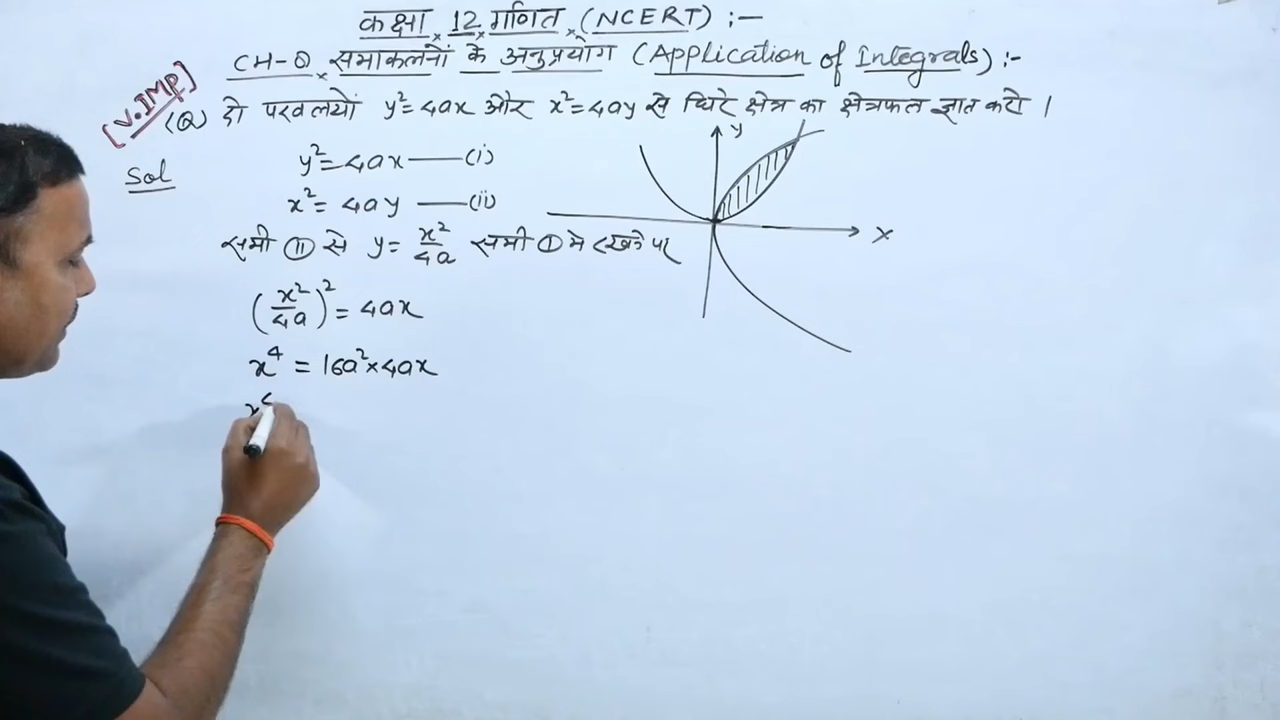 कक्षा 12 गणित (NCERT) :-
CH-8 समाकलनों के अनुप्रयोग (Application of Integrals) :-
[V.IMP]
(Q) दो परवलयों y²=4ax और x²=4ay से घिरे क्षेत्र का क्षेत्रफल ज्ञात करो ।
Sol
y²=4ax —— (i)
x²=4ay —— (ii)
समी (II) से y= x²/4a समी (I) में रखने पर
(x²/4a)² = 4ax
x⁴ = 16a²×4ax
y
x